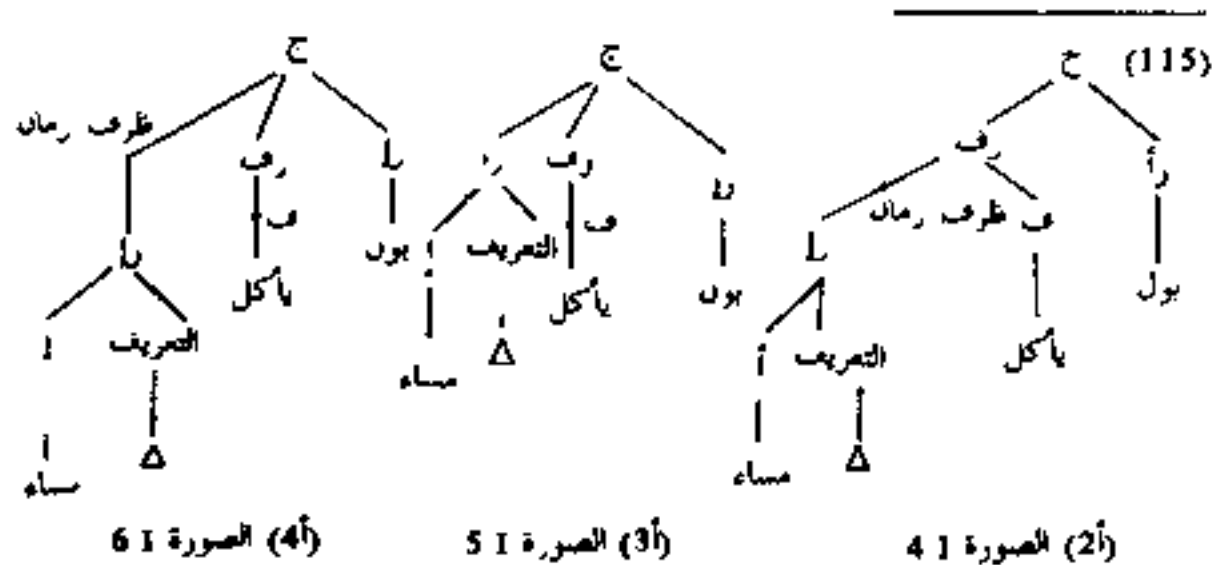 (115)
ج ج ج
رأ رف رف رف ظرف زمان
بول ف ظرف زمان
يأكل التعريف أ
Δ مساء
بول ف يأكل التعريف
Δ مساء
بول ف يأكل
التعريف
Δ مساء
(2أ) الصورة 4 I (3أ) الصورة 5 I (4أ) الصورة 6 I